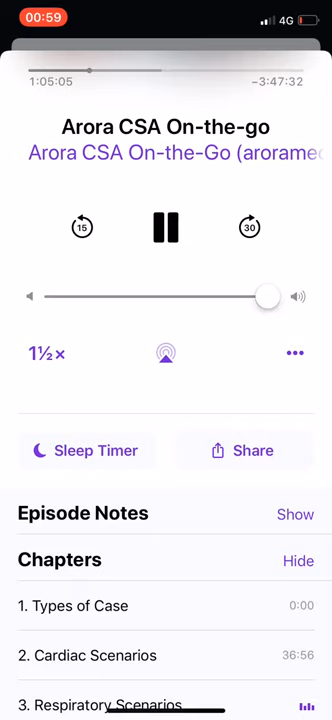 00:59
4G
1:05:05
-3:47:32
Arora CSA On-the-go
Arora CSA On-the-Go (aroramed
15
30
1½×
Sleep Timer
Share
Episode Notes
Show
Chapters
Hide
1. Types of Case
0:00
2. Cardiac Scenarios
36:56
3. Respiratory Scenarios